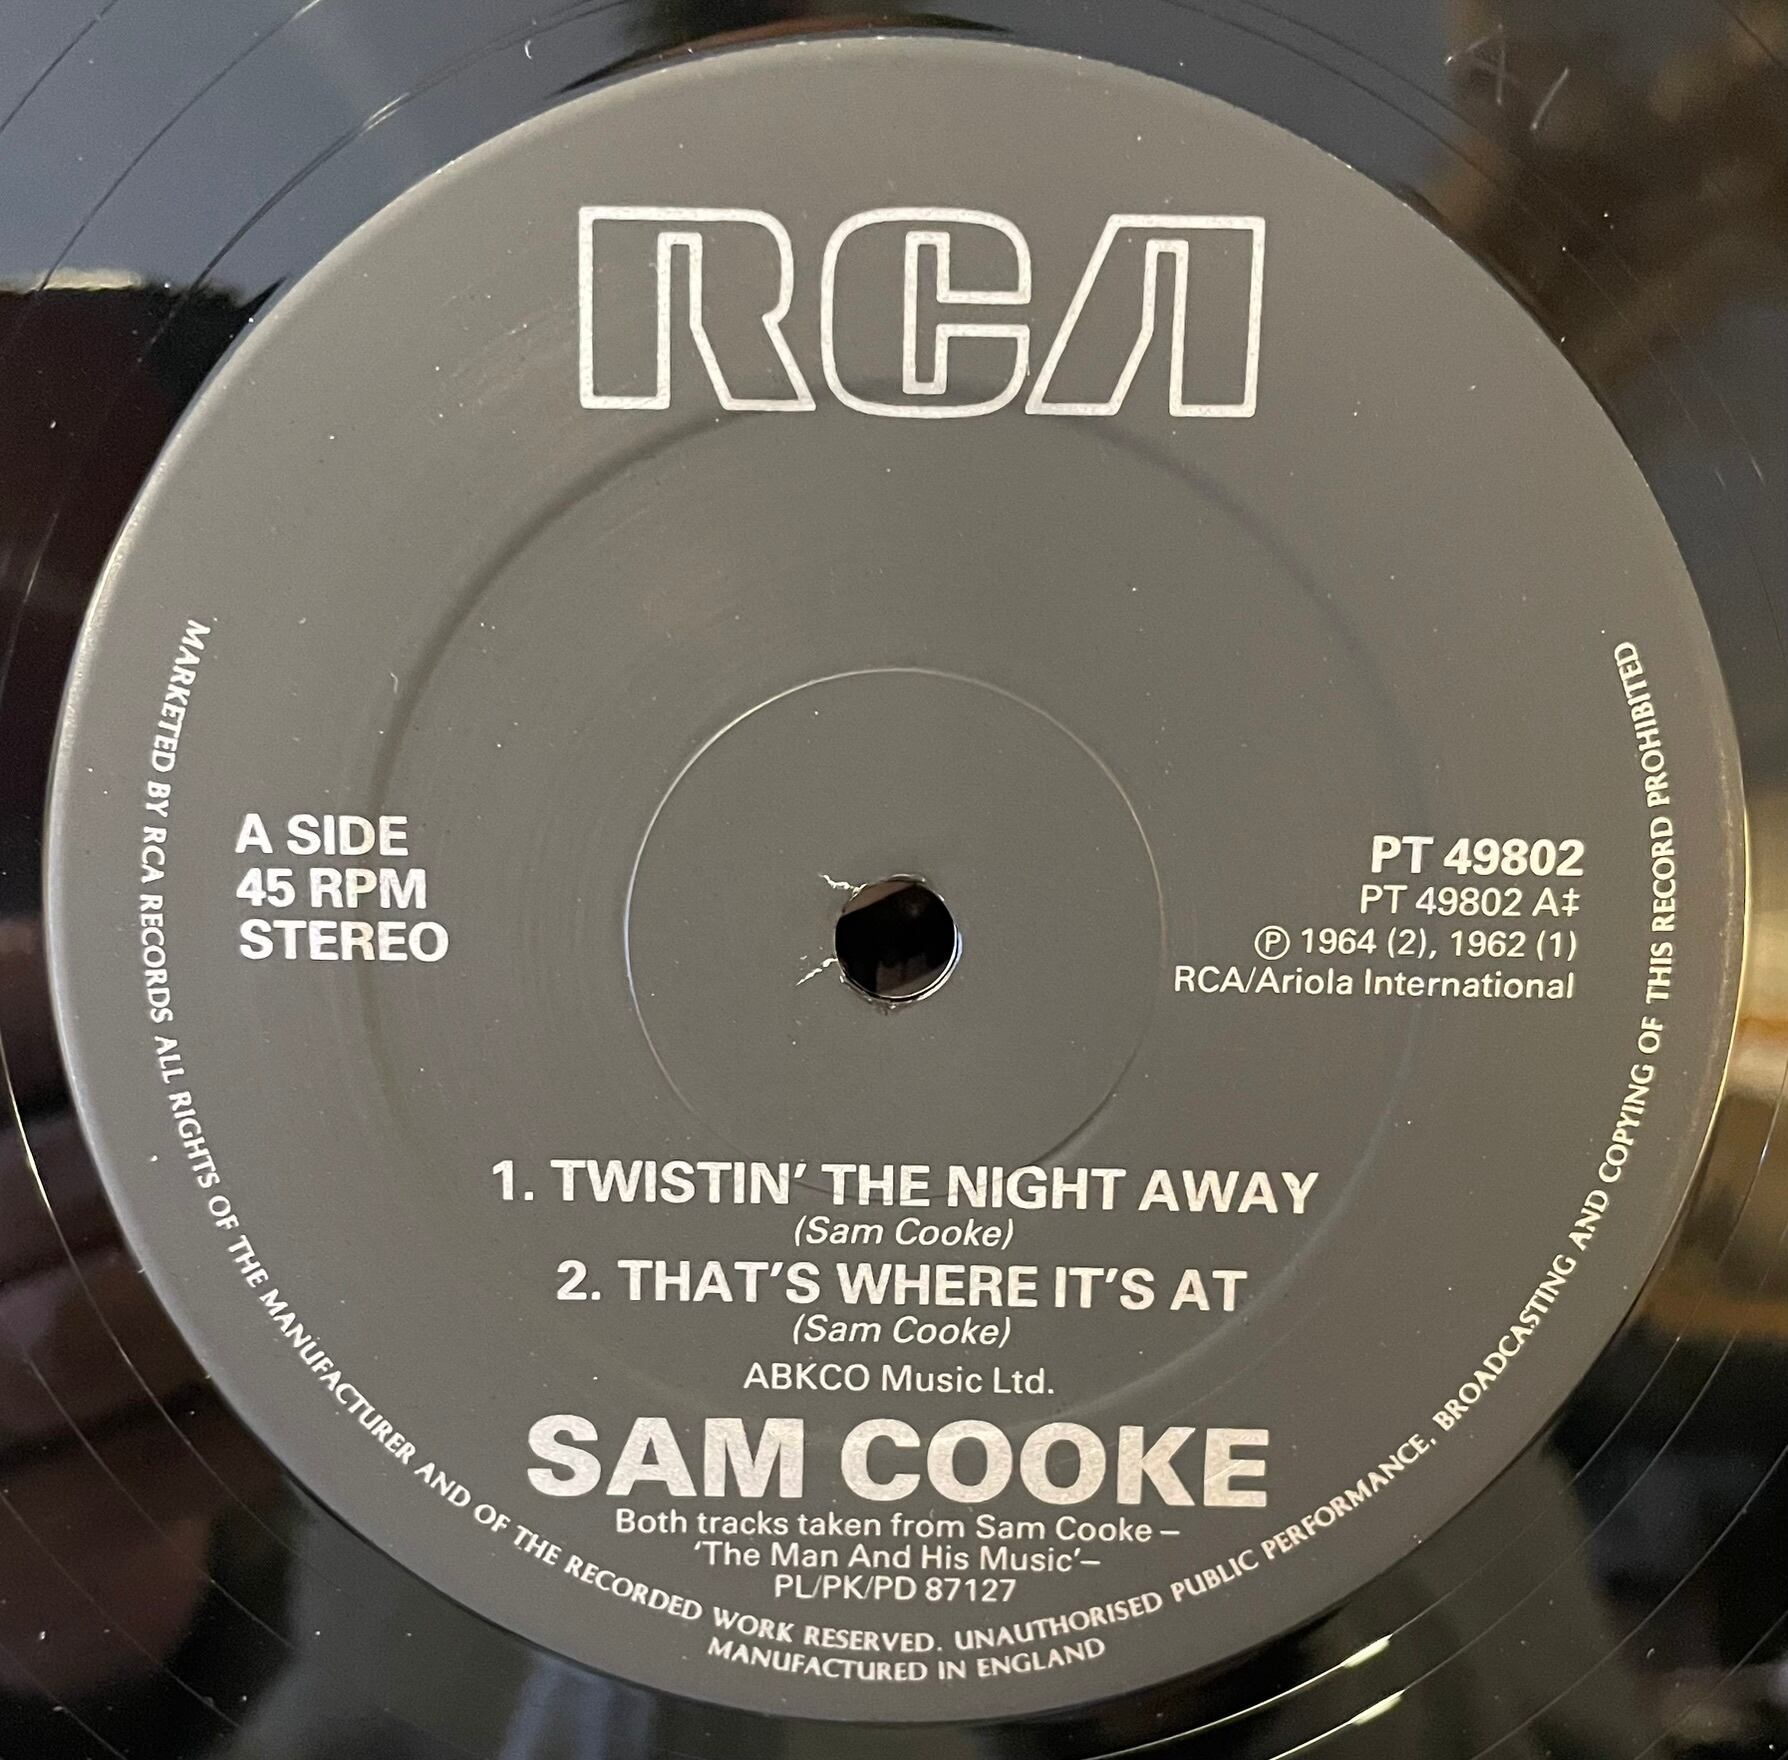 RCA
A SIDE
45 RPM
STEREO
PT 49802
PT 49802 A‡
Ⓟ 1964 (2), 1962 (1)
RCA/Ariola International
1. TWISTIN’ THE NIGHT AWAY
(Sam Cooke)
2. THAT’S WHERE IT’S AT
(Sam Cooke)
ABKCO Music Ltd.
SAM COOKE
Both tracks taken from Sam Cooke –
‘The Man And His Music’–
PL/PK/PD 87127
MARKETED BY RCA RECORDS ALL RIGHTS OF THE MANUFACTURER AND OF THE RECORDED WORK RESERVED. UNAUTHORISED PUBLIC PERFORMANCE, BROADCASTING AND COPYING OF THIS RECORD PROHIBITED
MANUFACTURED IN ENGLAND